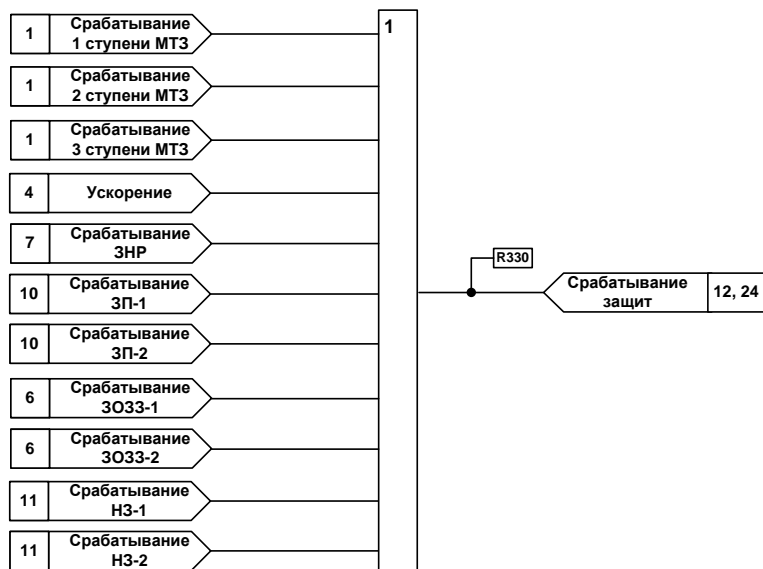 1
Срабатывание
1 ступени МТЗ
1
1
Срабатывание
2 ступени МТЗ
1
Срабатывание
3 ступени МТЗ
4
Ускорение
7
Срабатывание
ЗНР
R330
10
Срабатывание
ЗП-1
Срабатывание
защит
12, 24
10
Срабатывание
ЗП-2
6
Срабатывание
ЗОЗЗ-1
6
Срабатывание
ЗОЗЗ-2
11
Срабатывание
НЗ-1
11
Срабатывание
НЗ-2